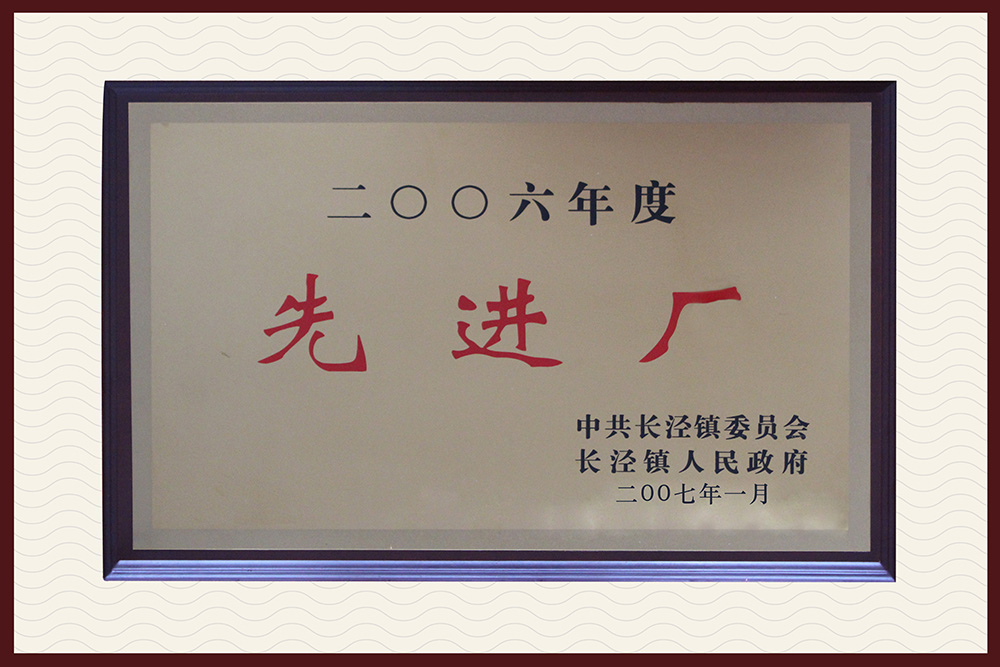 二〇〇六年度
先进厂
中共长泾镇委员会
长泾镇人民政府
二00七年一月